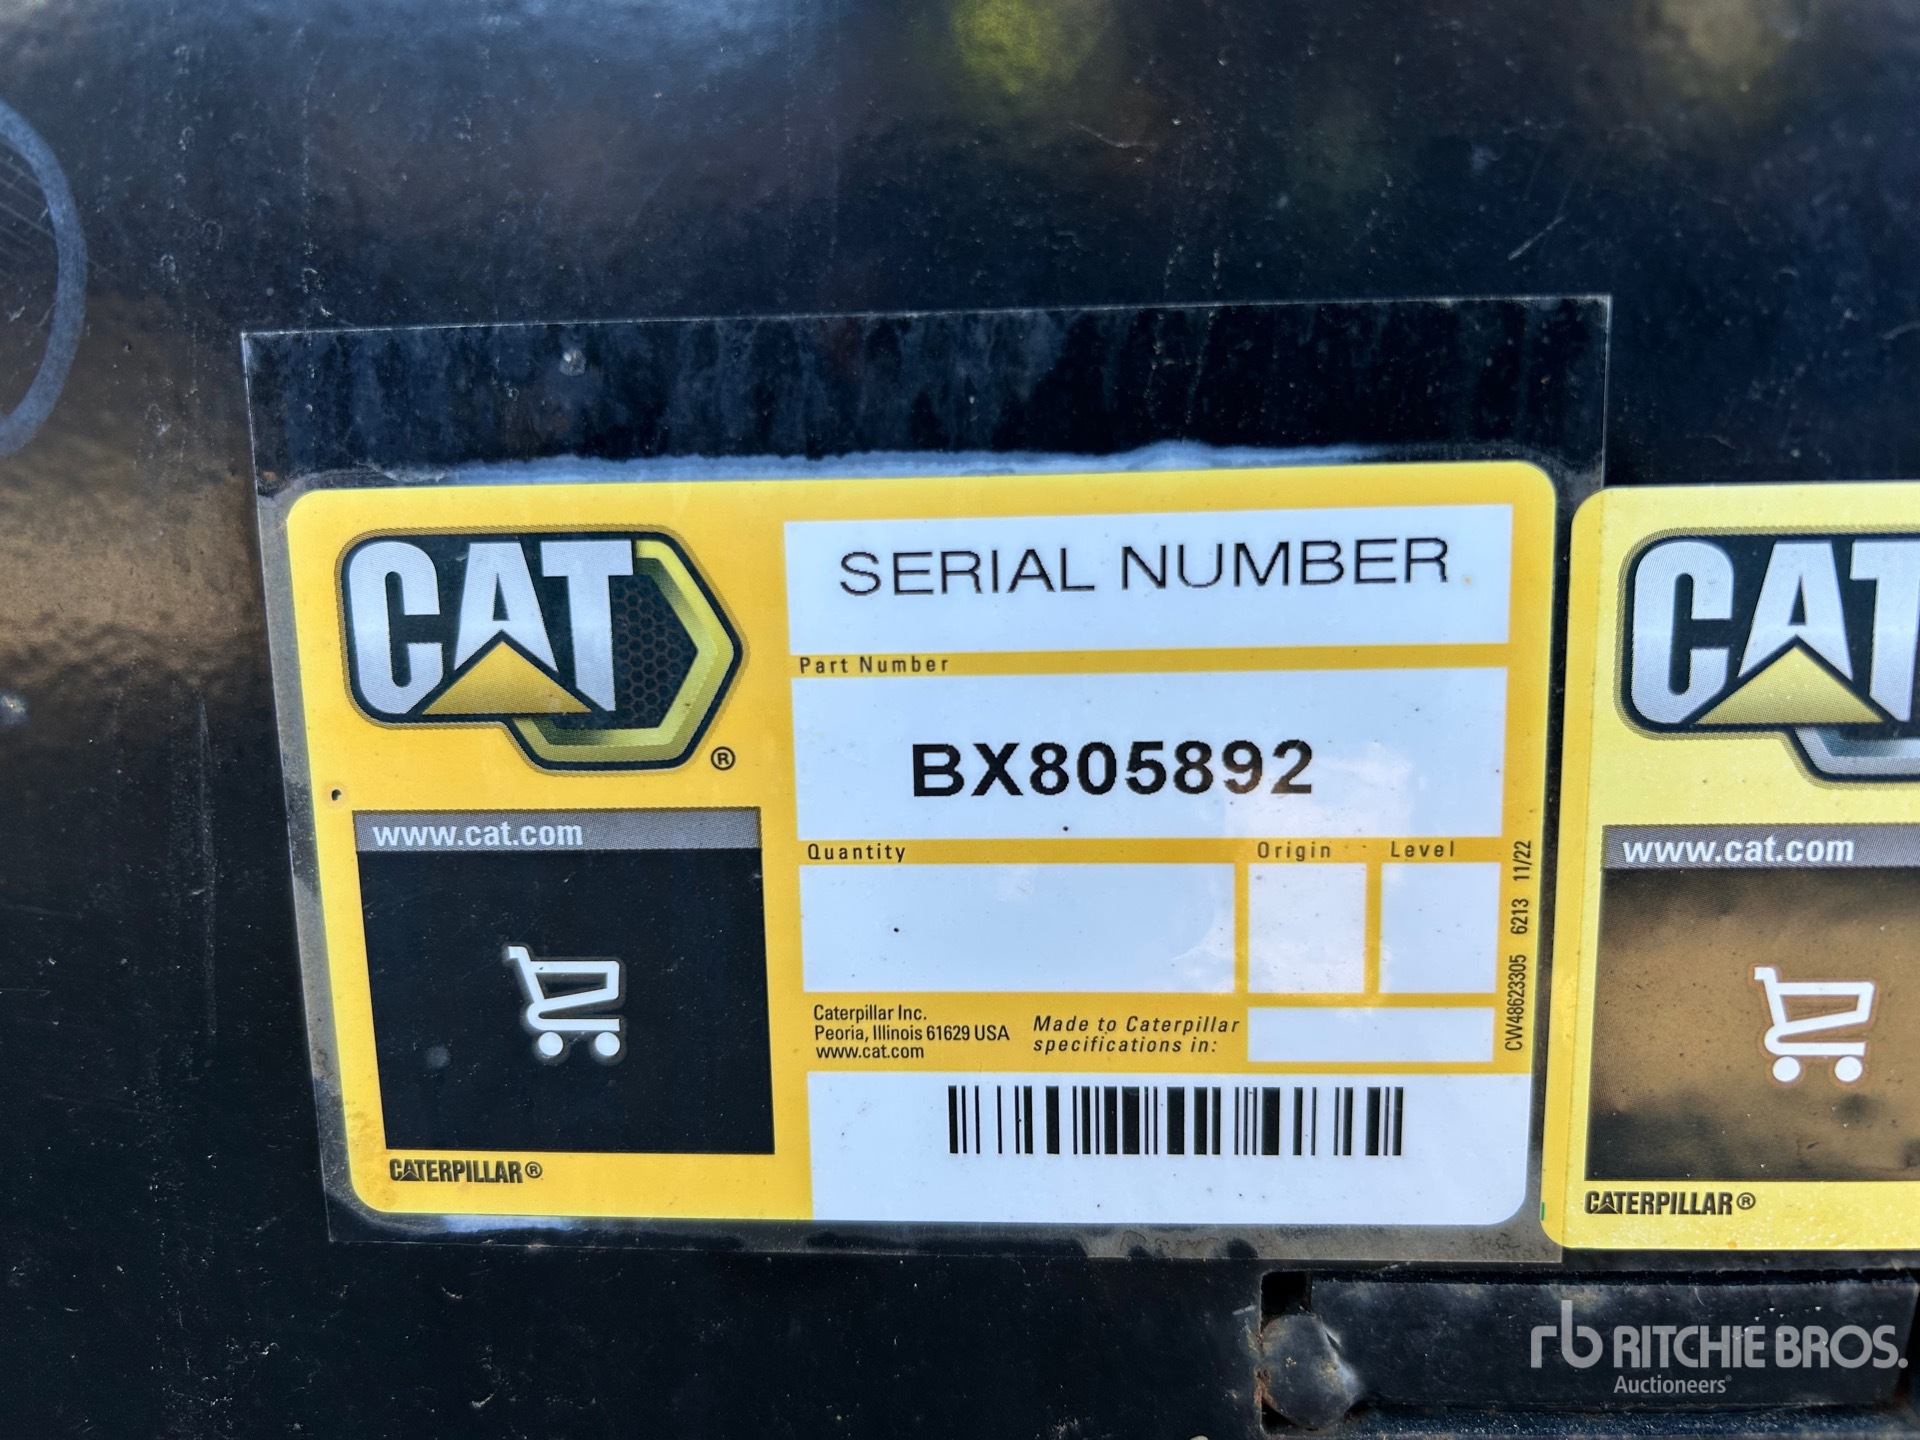 CAT
®
www.cat.com
CATERPILLAR®
SERIAL NUMBER
Part Number
BX805892
Quantity
Origin
Level
Caterpillar Inc.
Peoria, Illinois 61629 USA
www.cat.com
Made to Caterpillar
specifications in:
CW48623305 6213 11/22
CAT
www.cat.com
CATERPILLAR®
rb RITCHIE BROS.
Auctioneers®